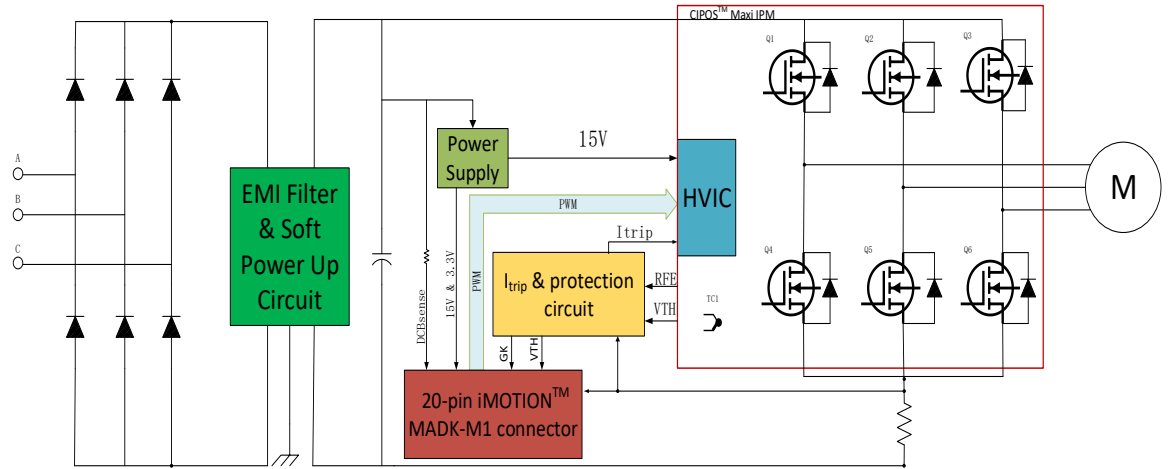 CIPOS™ Maxi IPM
Q1
Q2
Q3
A
B
C
EMI Filter
& Soft
Power Up
Circuit
Power
Supply
15V
HVIC
PWM
Itrip
M
DCBsense
15V & 3.3V
PWM
Itrip & protection
circuit
RFE
VTH
TC1
Q4
Q5
Q6
GK
VTH
20-pin iMOTION™
MADK-M1 connector